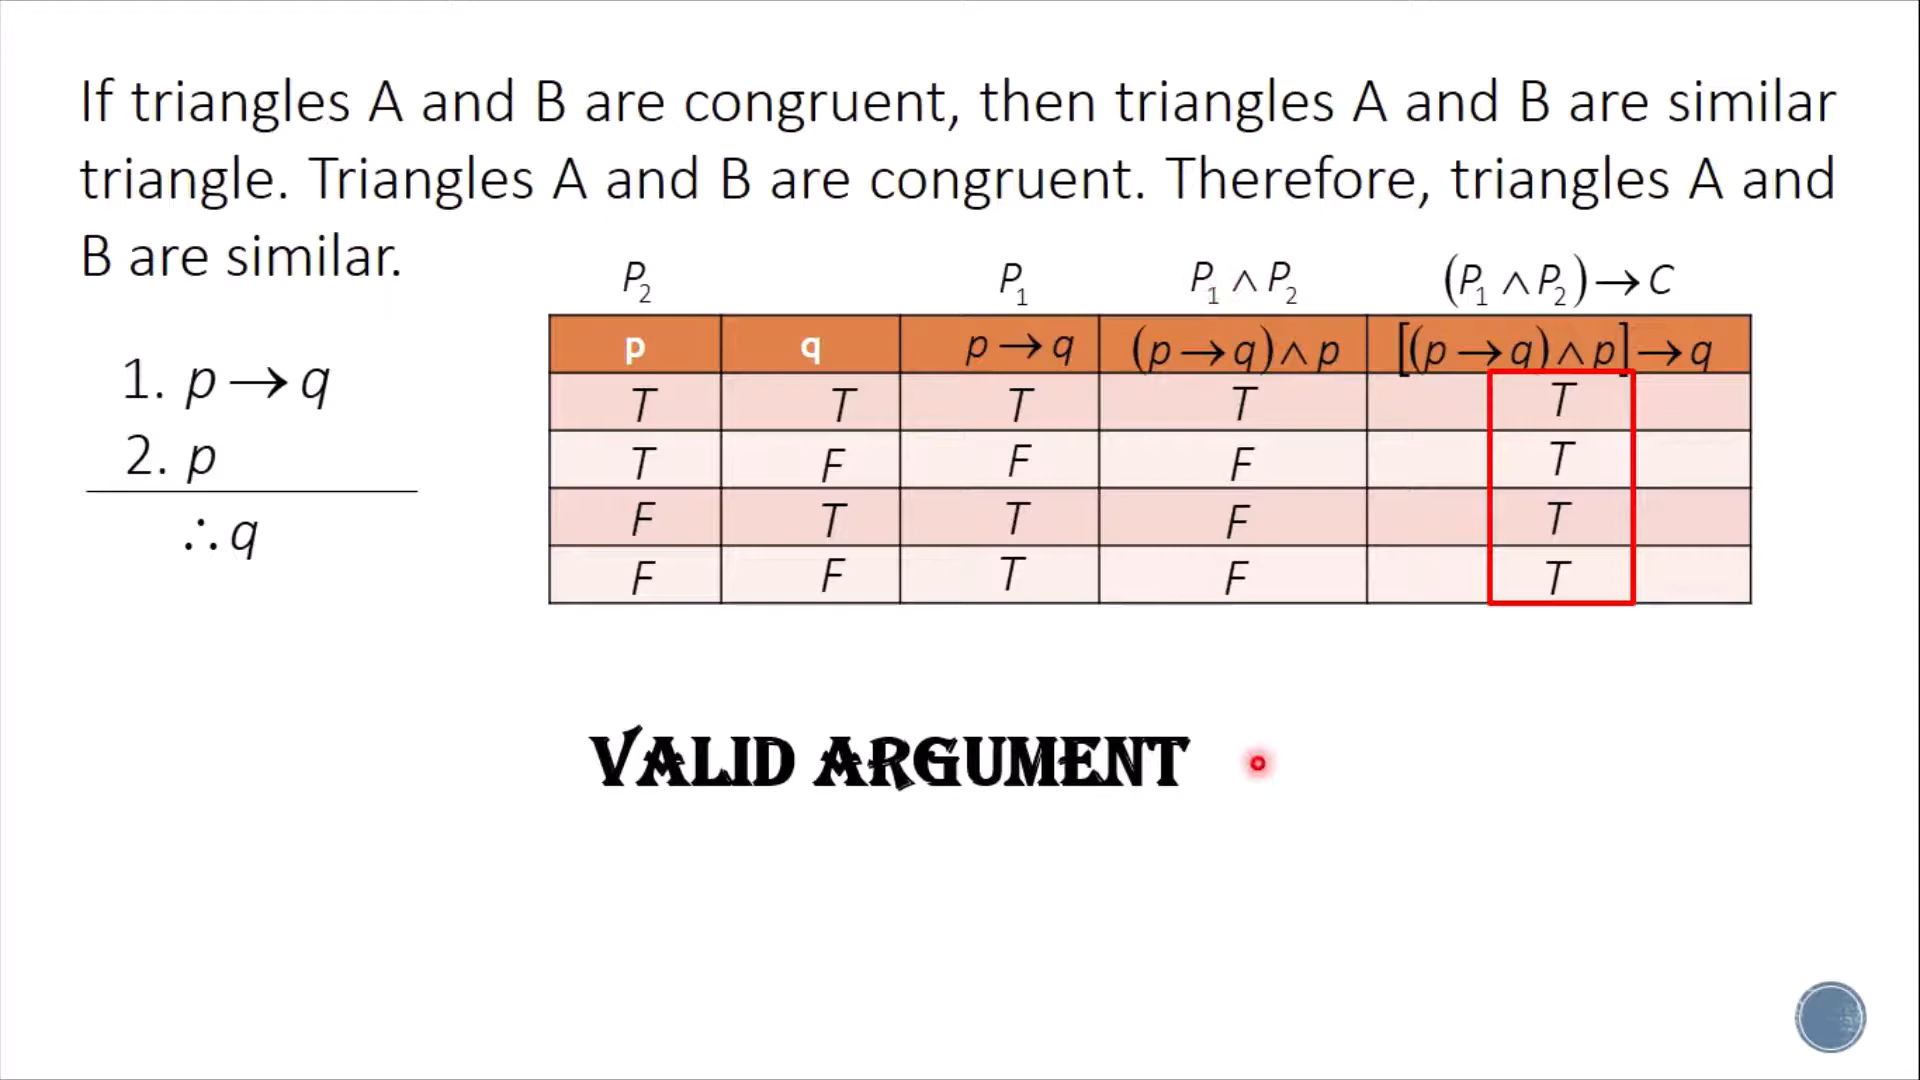 If triangles A and B are congruent, then triangles A and B are similar
triangle. Triangles A and B are congruent. Therefore, triangles A and
B are similar.
P₂ P₁ P₁ ∧ P₂ (P₁ ∧ P₂) → C
p q p → q (p → q) ∧ p [(p → q) ∧ p] → q
T T T T T
T F F F T
F T T F T
F F T F T
1. p → q
2. p
∴ q
VALID ARGUMENT